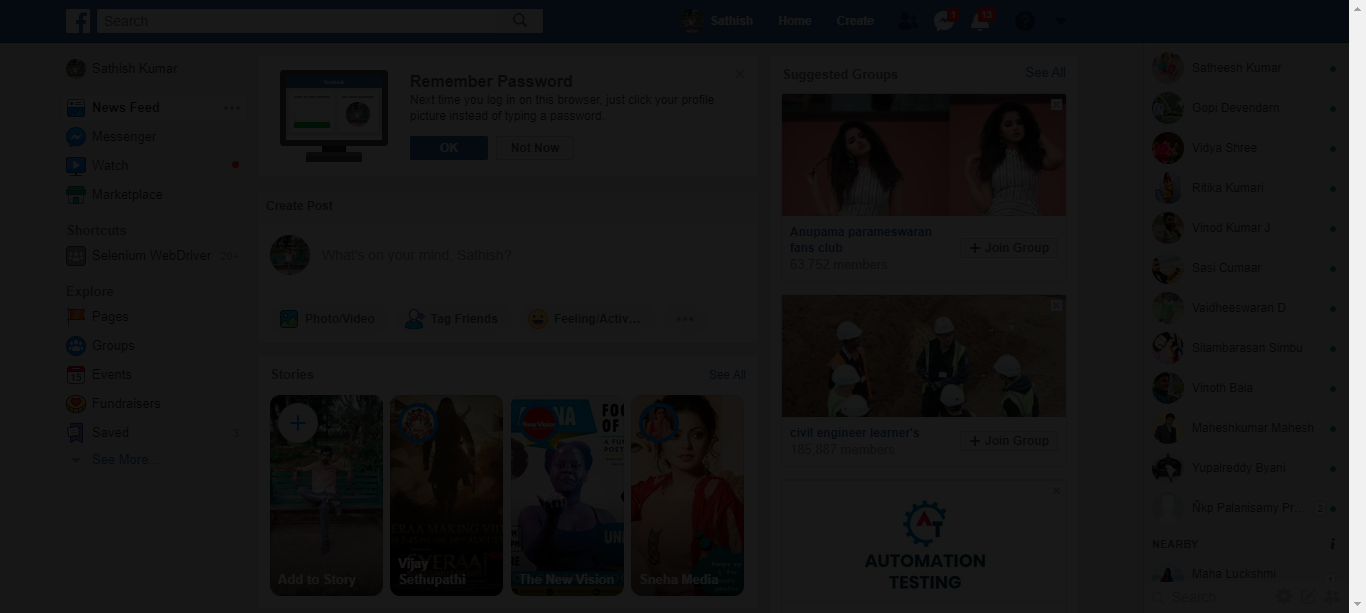 Search
Sathish
Home
Create
1
13
Sathish Kumar
News Feed
Messenger
Watch
Marketplace
Shortcuts
Selenium WebDriver
20+
Explore
Pages
Groups
15
Events
Fundraisers
Saved
See More...
Remember Password
Next time you log in on this browser, just click your profile
picture instead of typing a password.
OK
Not Now
Create Post
What's on your mind, Sathish?
Photo/Video
Tag Friends
Feeling/Activ...
Stories
See All
Add to Story
Vijay
Sethupathi
New Vision
The New Vision
Sneha Media
Suggested Groups
See All
Anupama parameswaran
fans club
63,752 members
Join Group
civil engineer learner's
185,887 members
Join Group
AT
AUTOMATION
TESTING
Satheesh Kumar
Gopi Devendarn
Vidya Shree
Ritika Kumari
Vinod Kumar J
Sasi Cumaar
Vaidheeswaran D
Sitambarasan Simbu
Vinoth Bala
Maheshkumar Mahesh
Yupalreddy Byani
Ñkp Palanisamy Pr...
2
NEARBY
Maha Luckshmi
Search